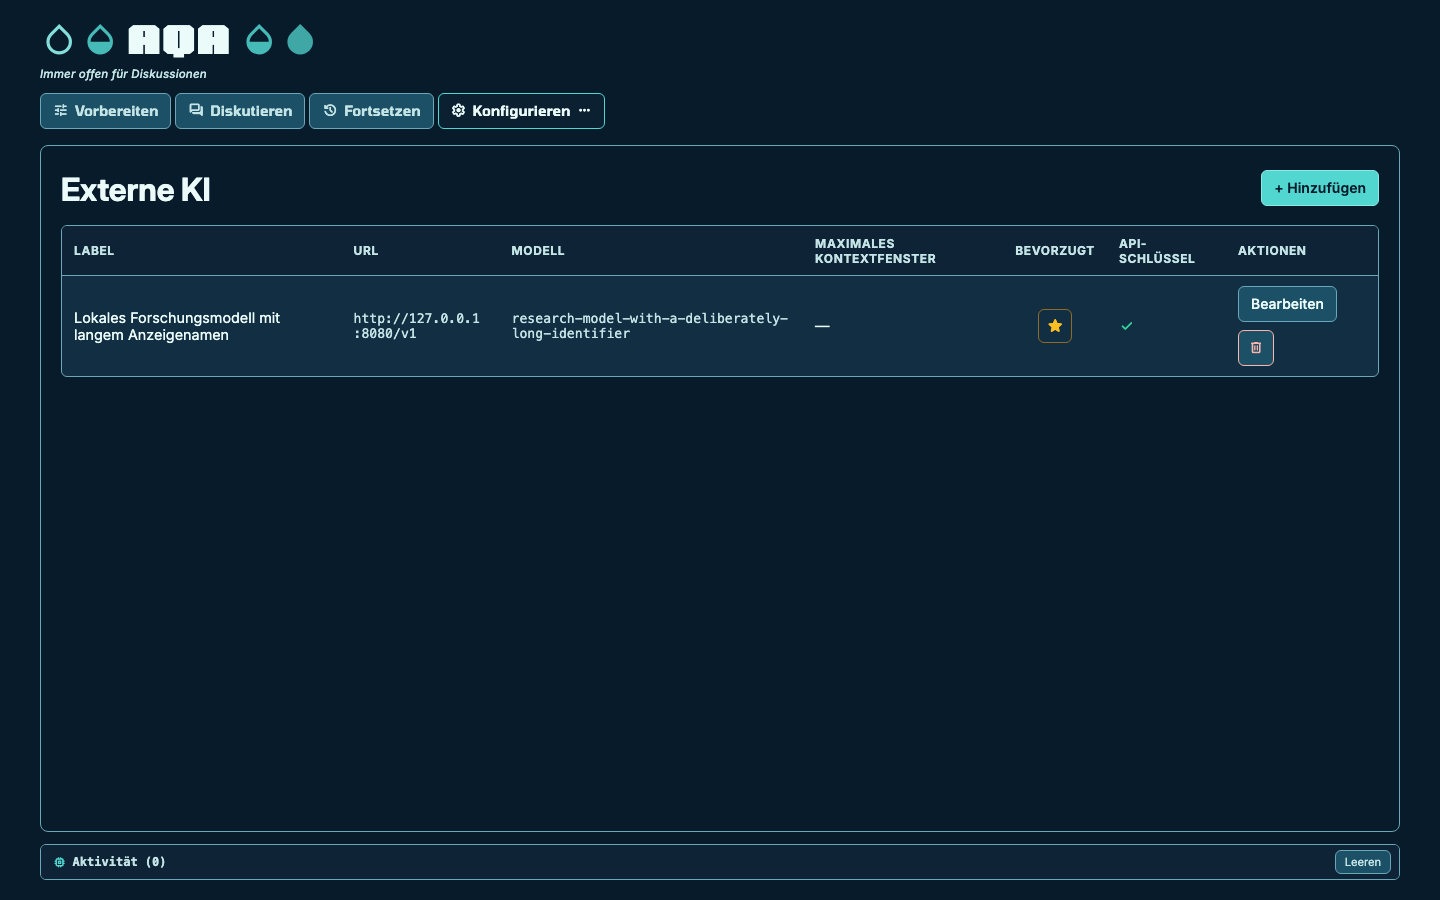 AQA
Immer offen für Diskussionen
Vorbereiten Diskutieren Fortsetzen Konfigurieren ···
Externe KI
+ Hinzufügen
LABEL URL MODELL MAXIMALES KONTEXTFENSTER BEVORZUGT API-SCHLÜSSEL AKTIONEN
Lokales Forschungsmodell mit
langem Anzeigenamen
http://127.0.0.1
:8080/v1
research-model-with-a-deliberately-
long-identifier
—
Bearbeiten
Aktivität (0)
Leeren